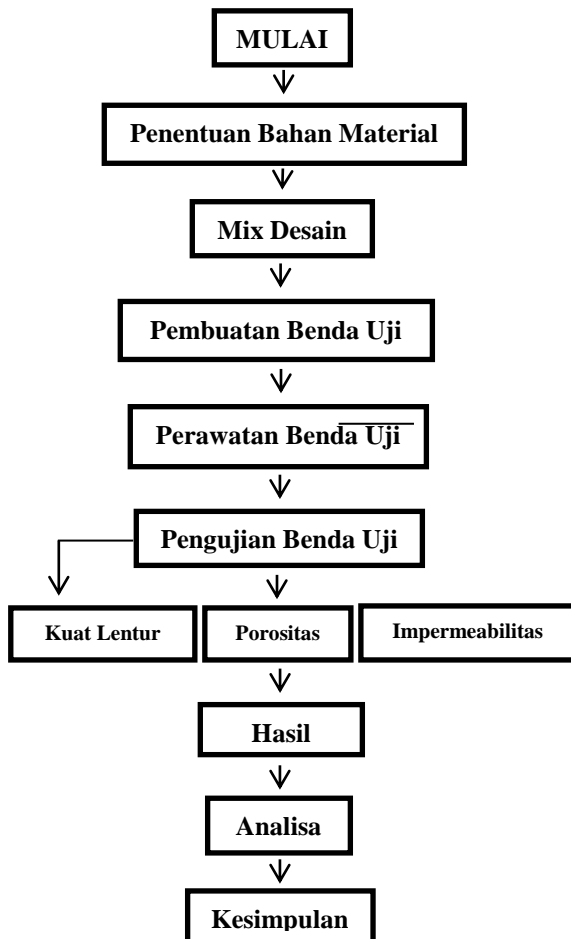 MULAI
Penentuan Bahan Material
Mix Desain
Pembuatan Benda Uji
Perawatan Benda Uji
Pengujian Benda Uji
Kuat Lentur
Porositas
Impermeabilitas
Hasil
Analisa
Kesimpulan